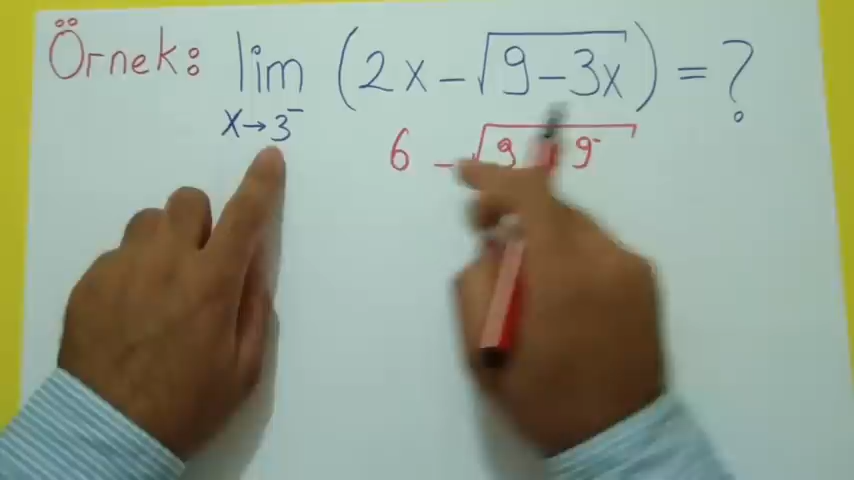 Örnek: lim (2x - √(9-3x)) = ?
x→3⁻
6 - √(9 - 9⁻)